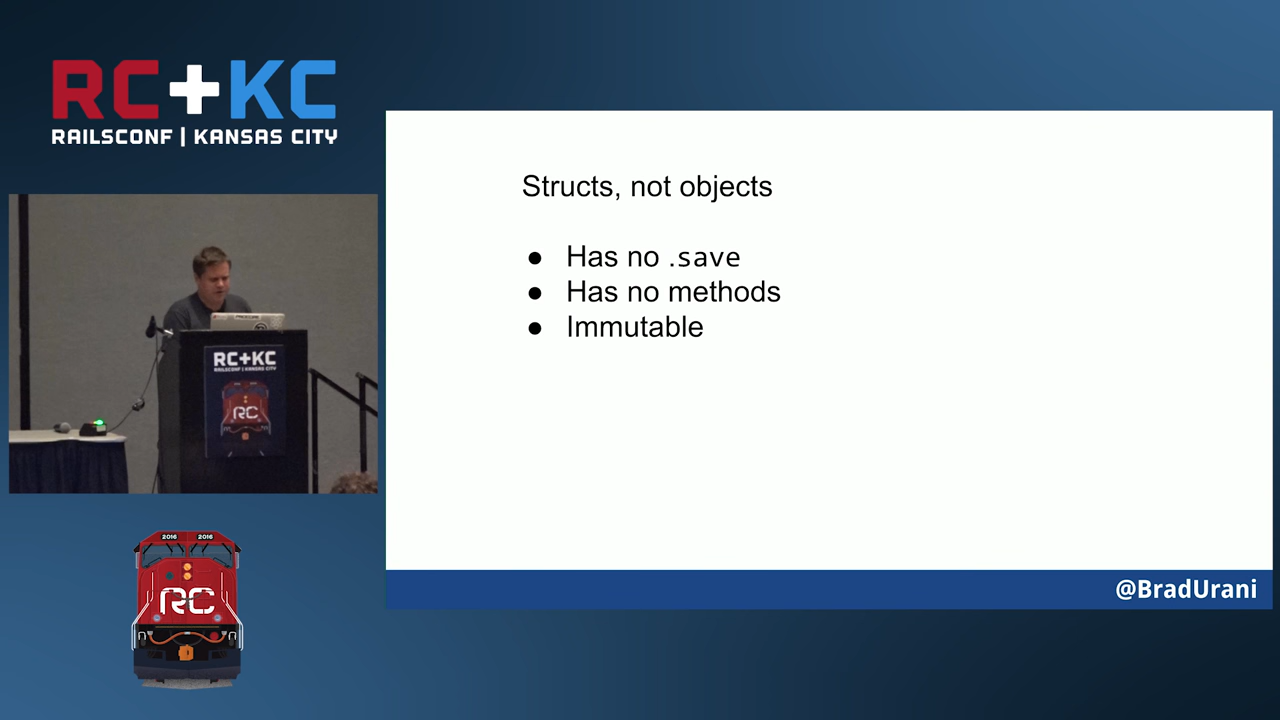 RC+KC
RAILSCONF | KANSAS CITY
Structs, not objects
● Has no .save
● Has no methods
● Immutable
RC+KC
RAILSCONF | KANSAS CITY
RC
2016 2016
RC
@BradUrani